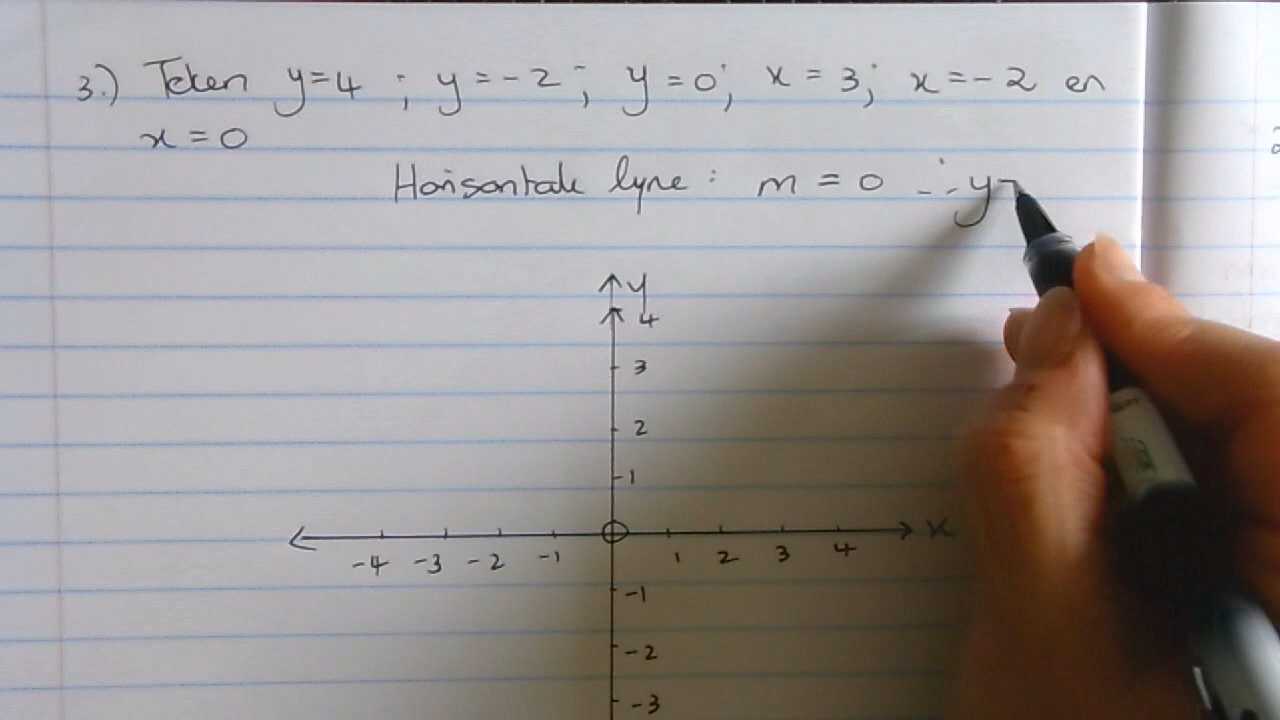 3.) Teken y=4 ; y=-2 ; y=0; x=3; x=-2 en
x=0
Horisontale lyne: m=0 ∴ y
y
4
3
2
1
-4 -3 -2 -1 1 2 3 4 x
-1
-2
-3